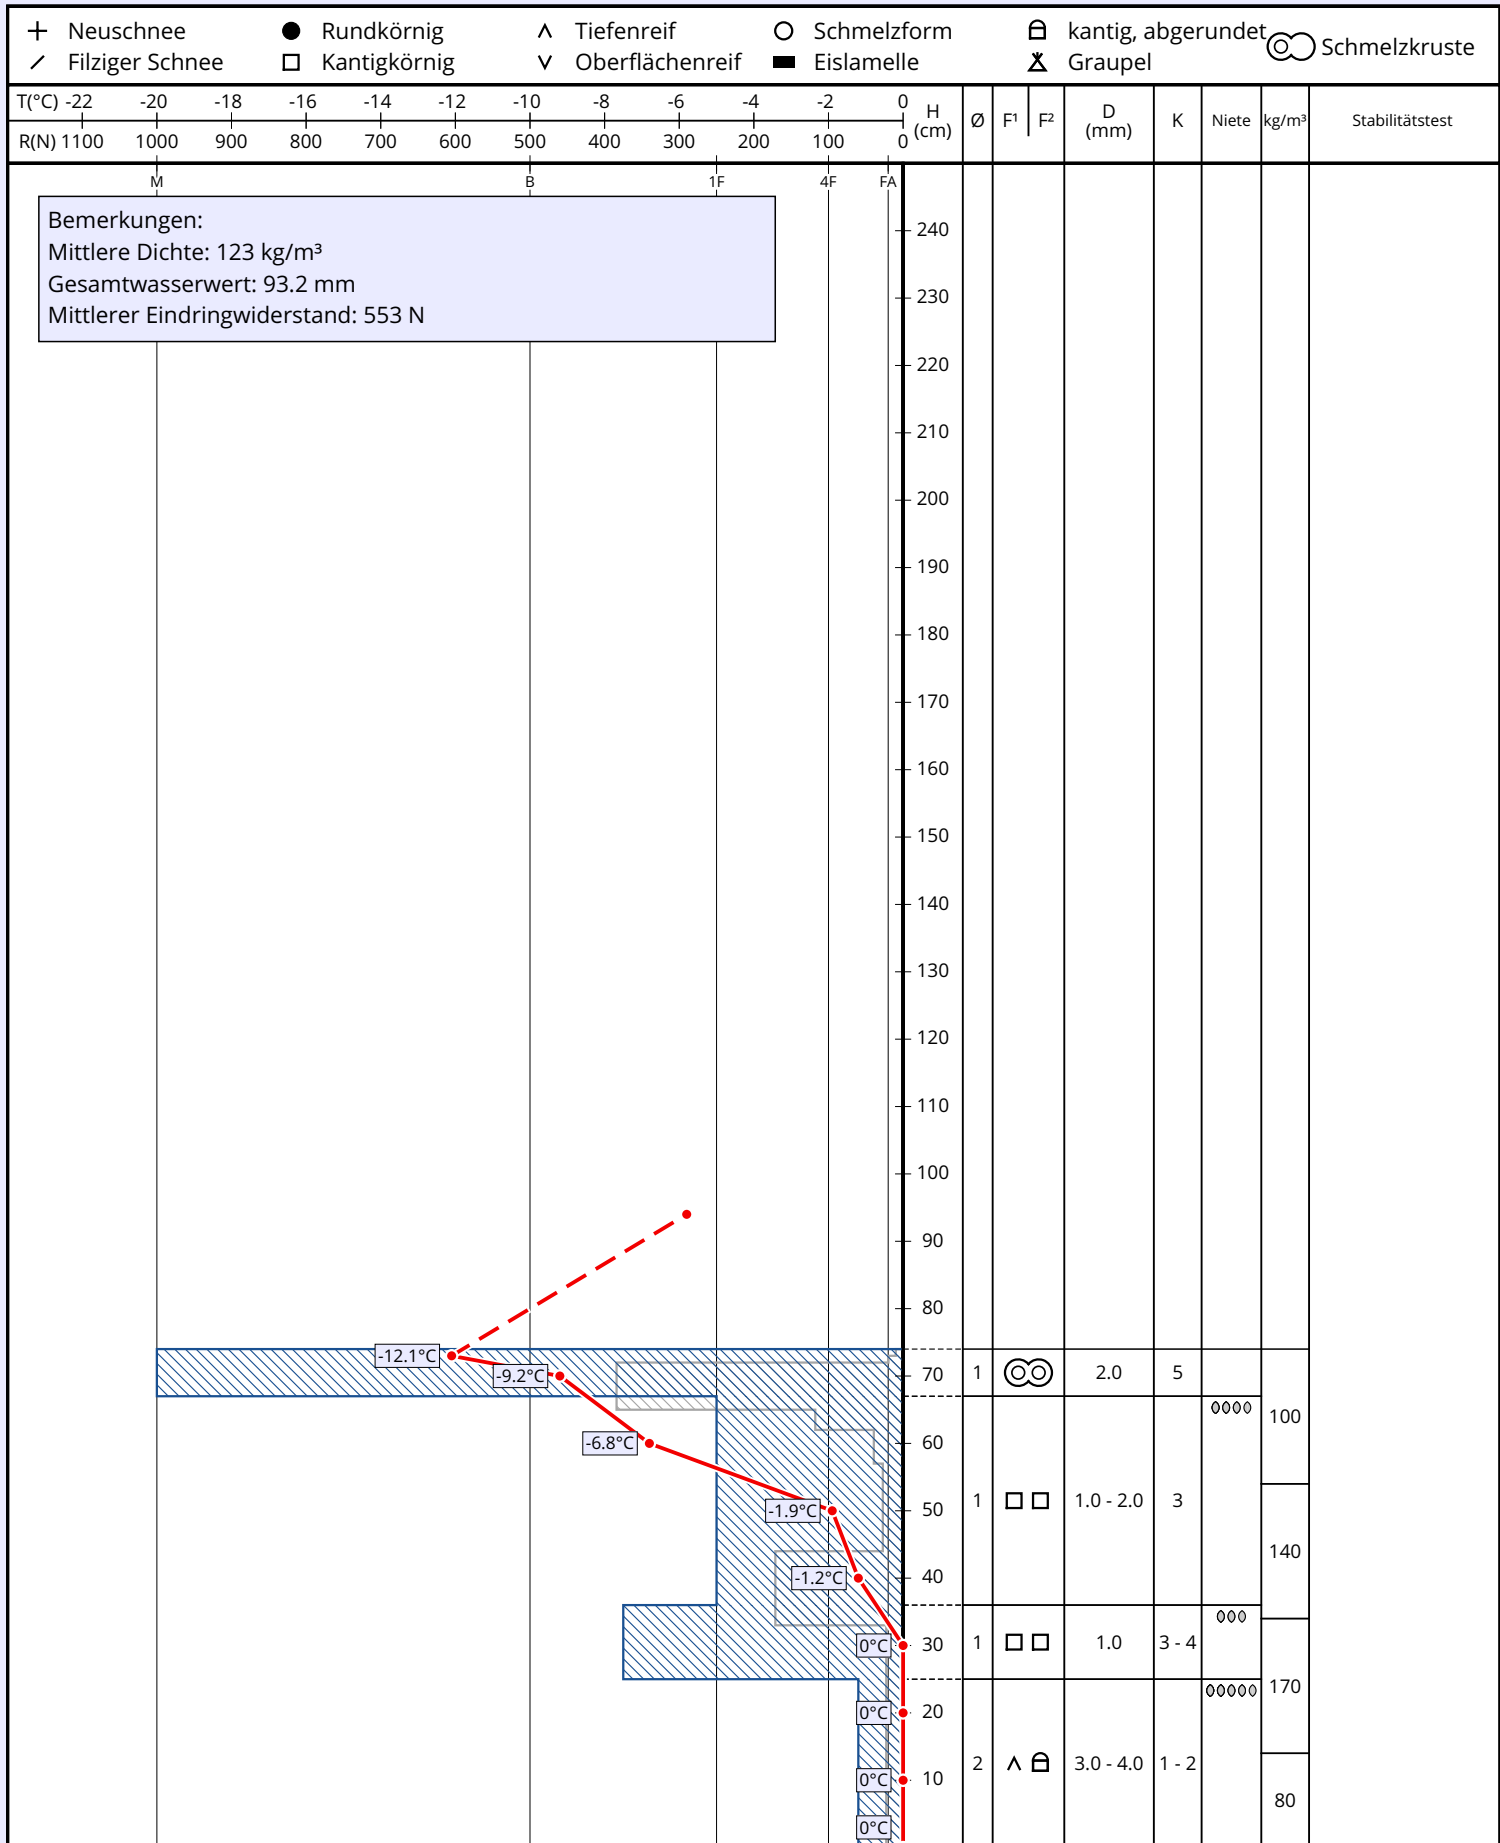 Neuschnee Rundkörnig Tiefenreif Schmelzform kantig, abgerundet Schmelzkruste
Filziger Schnee Kantigkörnig Oberflächenreif Eislamelle Graupel
T(°C) -22 -20 -18 -16 -14 -12 -10 -8 -6 -4 -2 0
R(N) 1100 1000 900 800 700 600 500 400 300 200 100 0
H (cm) Ø F¹ F² D (mm) K Niete kg/m³ Stabilitätstest
M B 1F 4F FA
Bemerkungen:
Mittlere Dichte: 123 kg/m³
Gesamtwasserwert: 93.2 mm
Mittlerer Eindringwiderstand: 553 N
240
230
220
210
200
190
180
170
160
150
140
130
120
110
100
90
80
-12.1°C
-9.2°C 70 1 2.0 5
100
-6.8°C 60
-1.9°C 50 1 1.0 - 2.0 3
140
-1.2°C 40
0°C 30 1 1.0 3 - 4
170
0°C 20
2 3.0 - 4.0 1 - 2
0°C 10
80
0°C